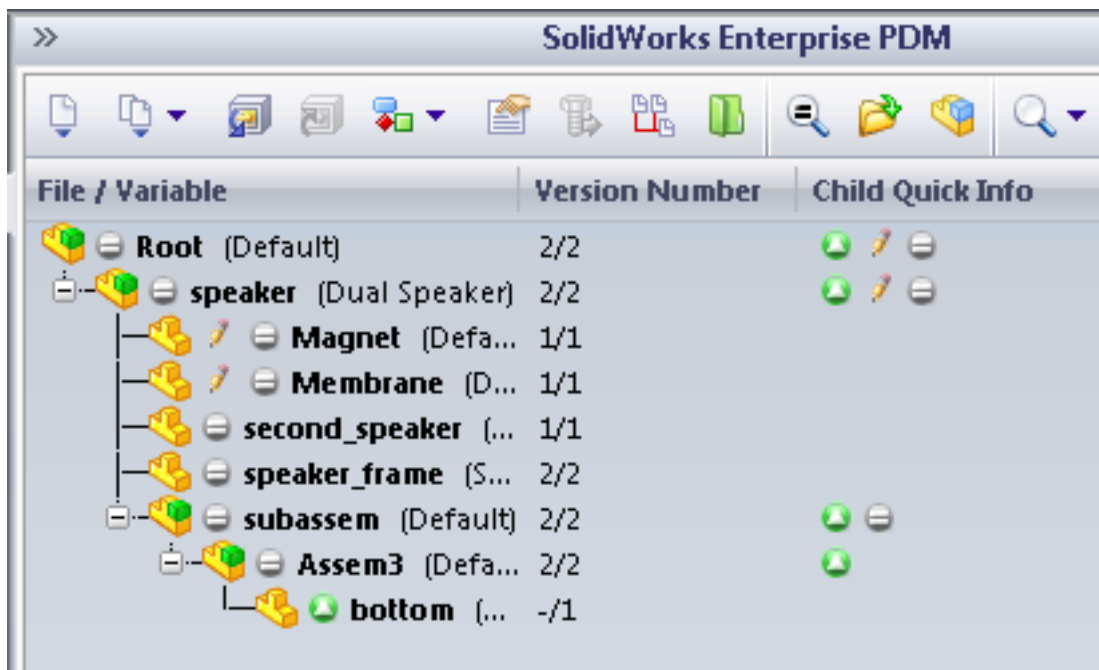 SolidWorks Enterprise PDM
File / Variable Version Number Child Quick Info
Root (Default) 2/2
speaker (Dual Speaker) 2/2
Magnet (Defa... 1/1
Membrane (D... 1/1
second_speaker (... 1/1
speaker_frame (S... 2/2
subassem (Default) 2/2
Assem3 (Defa... 2/2
bottom (... -/1